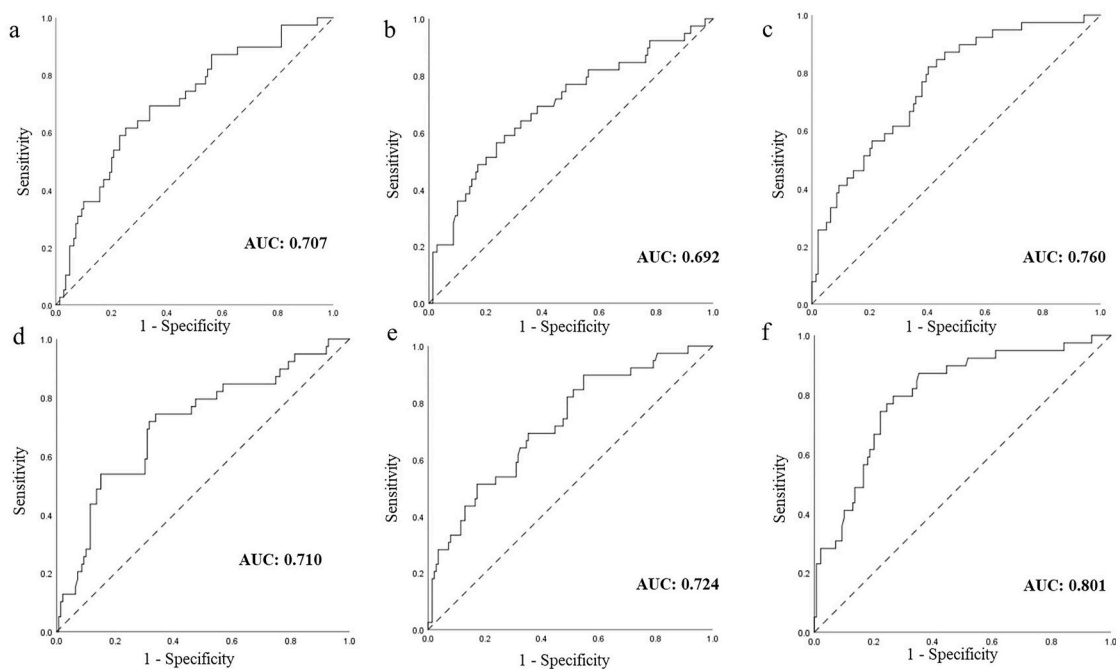 a
1.0
0.8
0.6
0.4
0.2
0.0
Sensitivity
AUC: 0.707
0.0 0.2 0.4 0.6 0.8 1.0
1 - Specificity
b
1.0
0.8
0.6
0.4
0.2
0.0
Sensitivity
AUC: 0.692
0.0 0.2 0.4 0.6 0.8 1.0
1 - Specificity
c
1.0
0.8
0.6
0.4
0.2
0.0
Sensitivity
AUC: 0.760
0.0 0.2 0.4 0.6 0.8 1.0
1 - Specificity
d
1.0
0.8
0.6
0.4
0.2
0.0
Sensitivity
AUC: 0.710
0.0 0.2 0.4 0.6 0.8 1.0
1 - Specificity
e
1.0
0.8
0.6
0.4
0.2
0.0
Sensitivity
AUC: 0.724
0.0 0.2 0.4 0.6 0.8 1.0
1 - Specificity
f
1.0
0.8
0.6
0.4
0.2
0.0
Sensitivity
AUC: 0.801
0.0 0.2 0.4 0.6 0.8 1.0
1 - Specificity